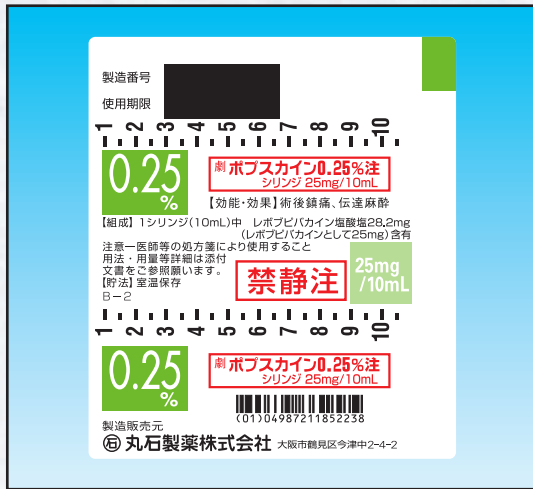 製造番号
使用期限
1 2 3 4 5 6 7 8 9 10
0.25
%
劇 ポプスカイン0.25%注
シリンジ 25mg/10mL
【効能・効果】術後鎮痛、伝達麻酔
【組成】1シリンジ(10mL)中 レボブピバカイン塩酸塩28.2mg
(レボブピバカインとして25mg)含有
注意－医師等の処方箋により使用すること
用法・用量等詳細は添付
文書をご参照願います。
【貯法】室温保存
B－2
禁静注
25mg
/10mL
1 2 3 4 5 6 7 8 9 10
0.25
%
劇 ポプスカイン0.25%注
シリンジ 25mg/10mL
(01)04987211852238
製造販売元
石 丸石製薬株式会社 大阪市鶴見区今津中2-4-2